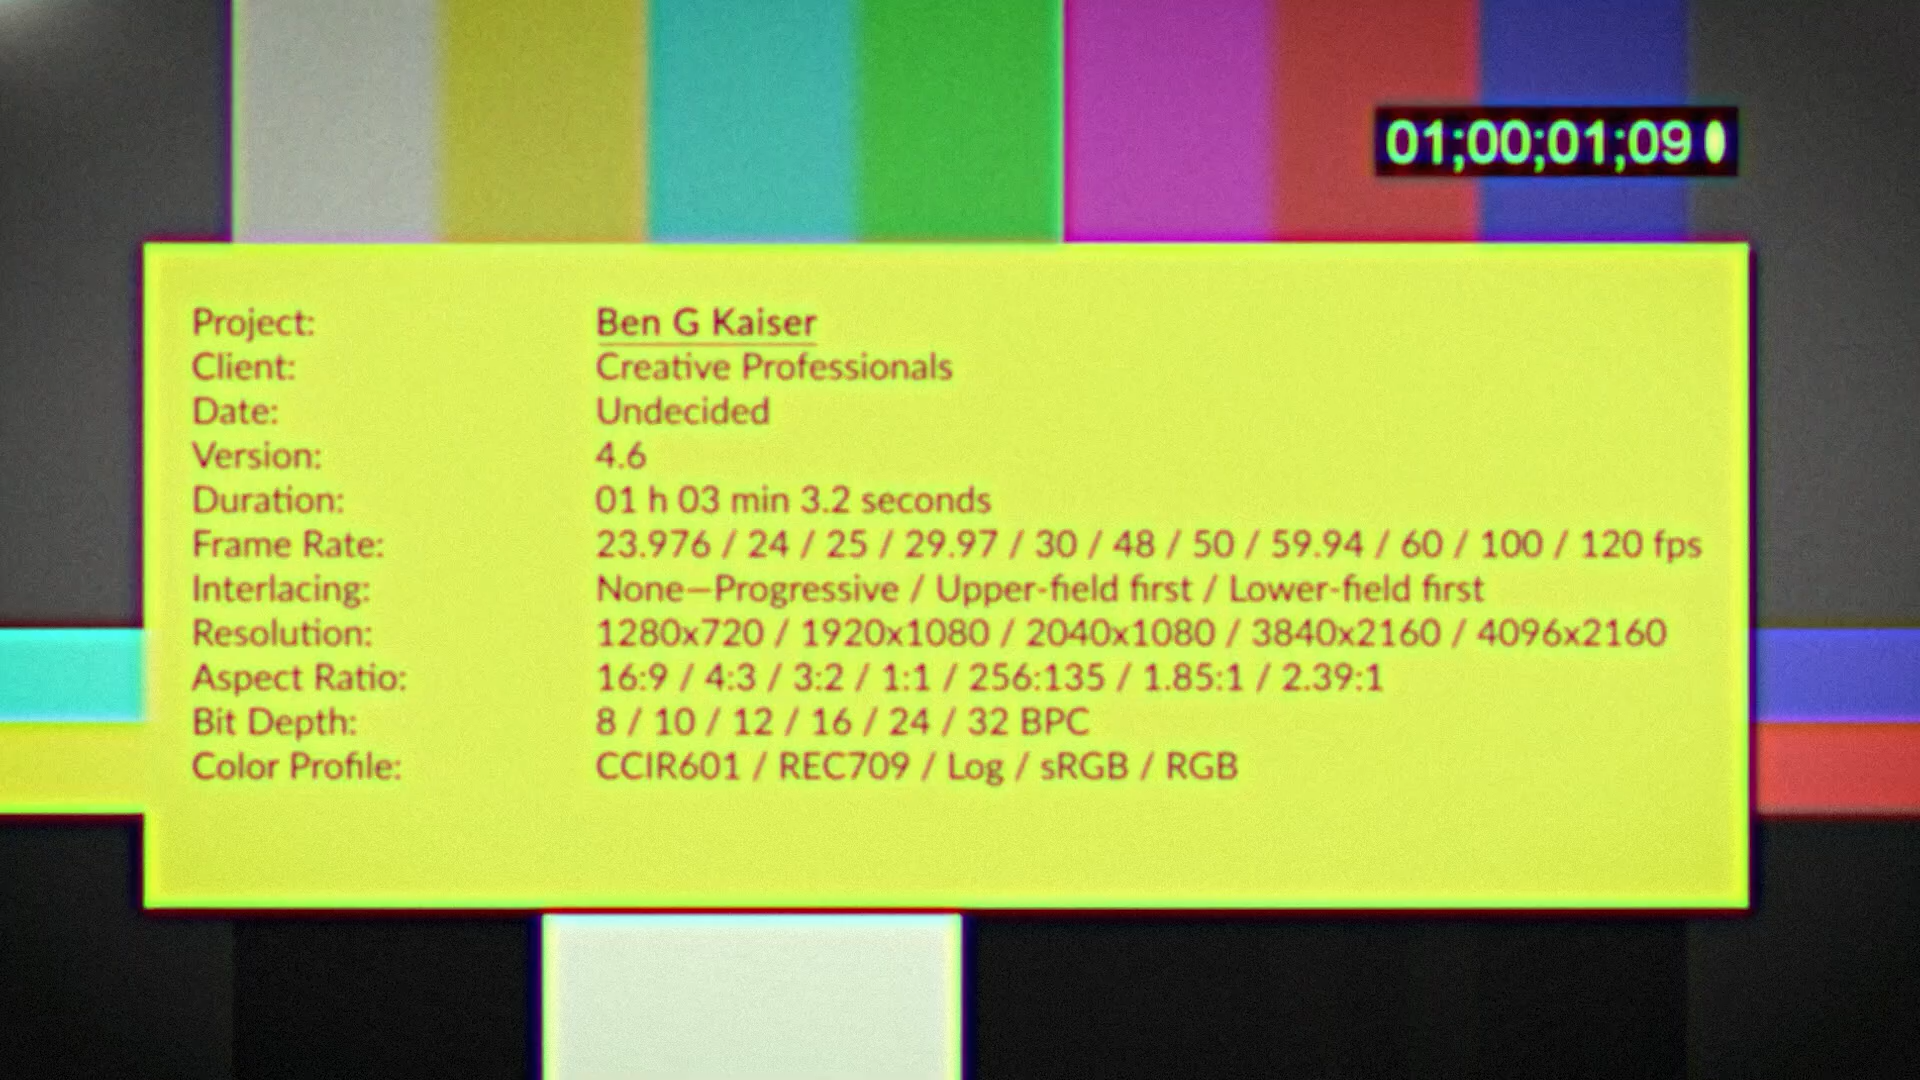 01;00;01;09
Project: Ben G Kaiser
Client: Creative Professionals
Date: Undecided
Version: 4.6
Duration: 01 h 03 min 3.2 seconds
Frame Rate: 23.976 / 24 / 25 / 29.97 / 30 / 48 / 50 / 59.94 / 60 / 100 / 120 fps
Interlacing: None—Progressive / Upper-field first / Lower-field first
Resolution: 1280x720 / 1920x1080 / 2040x1080 / 3840x2160 / 4096x2160
Aspect Ratio: 16:9 / 4:3 / 3:2 / 1:1 / 256:135 / 1.85:1 / 2.39:1
Bit Depth: 8 / 10 / 12 / 16 / 24 / 32 BPC
Color Profile: CCIR601 / REC709 / Log / sRGB / RGB